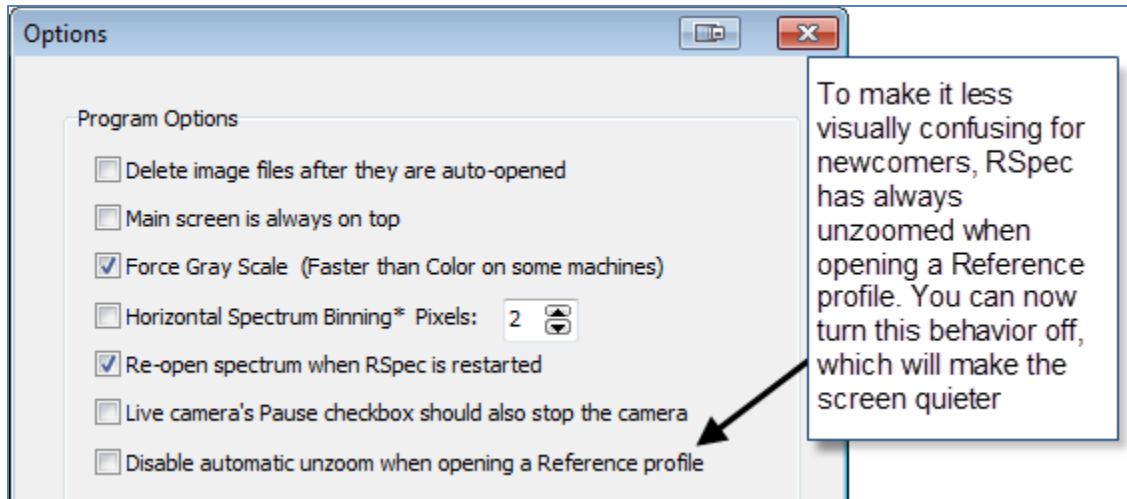 Options
Program Options
Delete image files after they are auto-opened
Main screen is always on top
Force Gray Scale  (Faster than Color on some machines)
Horizontal Spectrum Binning*  Pixels:  2
Re-open spectrum when RSpec is restarted
Live camera's Pause checkbox should also stop the camera
Disable automatic unzoom when opening a Reference profile
To make it less
visually confusing for
newcomers, RSpec
has always
unzoomed when
opening a Reference
profile. You can now
turn this behavior off,
which will make the
screen quieter